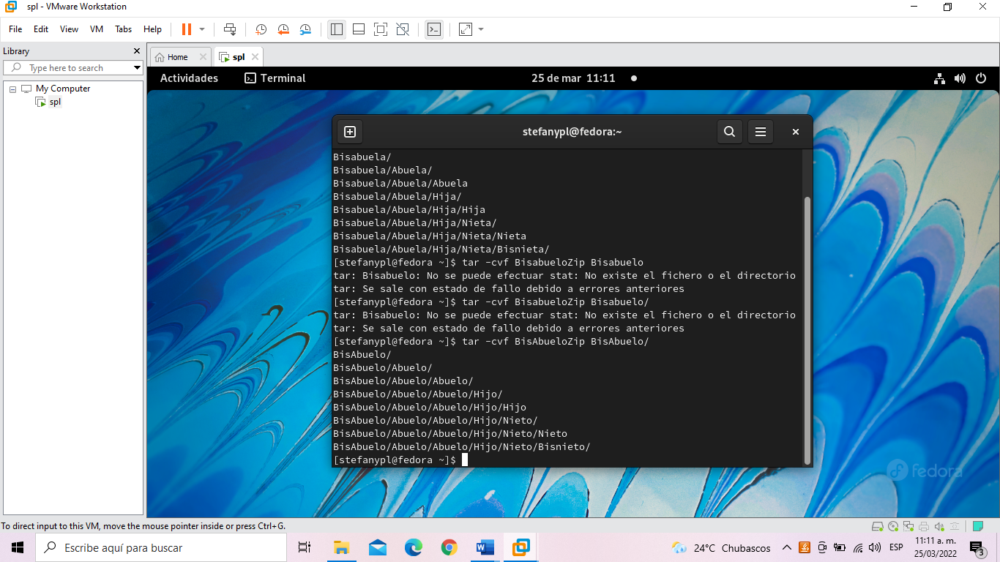 spl - VMware Workstation
File Edit View VM Tabs Help
Library
Type here to search
My Computer
spl
Home
spl
Actividades
Terminal
25 de mar 11:11
stefanypl@fedora:~
Bisabuela/
Bisabuela/Abuela/
Bisabuela/Abuela/Abuela
Bisabuela/Abuela/Hija/
Bisabuela/Abuela/Hija/Hija
Bisabuela/Abuela/Hija/Nieta/
Bisabuela/Abuela/Hija/Nieta/Nieta
Bisabuela/Abuela/Hija/Nieta/Bisnieta/
[stefanypl@fedora ~]$ tar -cvf BisabueloZip Bisabuelo
tar: Bisabuelo: No se puede efectuar stat: No existe el fichero o el directorio
tar: Se sale con estado de fallo debido a errores anteriores
[stefanypl@fedora ~]$ tar -cvf BisabueloZip Bisabuelo/
tar: Bisabuelo: No se puede efectuar stat: No existe el fichero o el directorio
tar: Se sale con estado de fallo debido a errores anteriores
[stefanypl@fedora ~]$ tar -cvf BisAbueloZip BisAbuelo/
BisAbuelo/
BisAbuelo/Abuelo/
BisAbuelo/Abuelo/Abuelo/
BisAbuelo/Abuelo/Abuelo/Hijo/
BisAbuelo/Abuelo/Abuelo/Hijo/Hijo
BisAbuelo/Abuelo/Abuelo/Hijo/Nieto/
BisAbuelo/Abuelo/Abuelo/Hijo/Nieto/Nieto
BisAbuelo/Abuelo/Abuelo/Hijo/Nieto/Bisnieto/
[stefanypl@fedora ~]$
fedora
To direct input to this VM, move the mouse pointer inside or press Ctrl+G.
Escribe aquí para buscar
24°C Chubascos
ESP
11:11 a. m.
25/03/2022
3